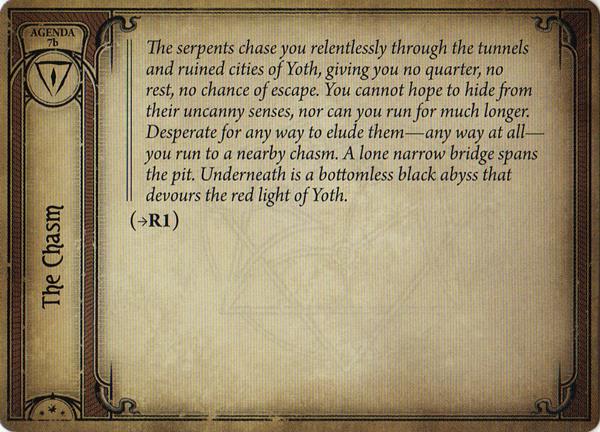 AGENDA
7b
The Chasm
The serpents chase you relentlessly through the tunnels
and ruined cities of Yoth, giving you no quarter, no
rest, no chance of escape. You cannot hope to hide from
their uncanny senses, nor can you run for much longer.
Desperate for any way to elude them—any way at all—
you run to a nearby chasm. A lone narrow bridge spans
the pit. Underneath is a bottomless black abyss that
devours the red light of Yoth.
(→R1)